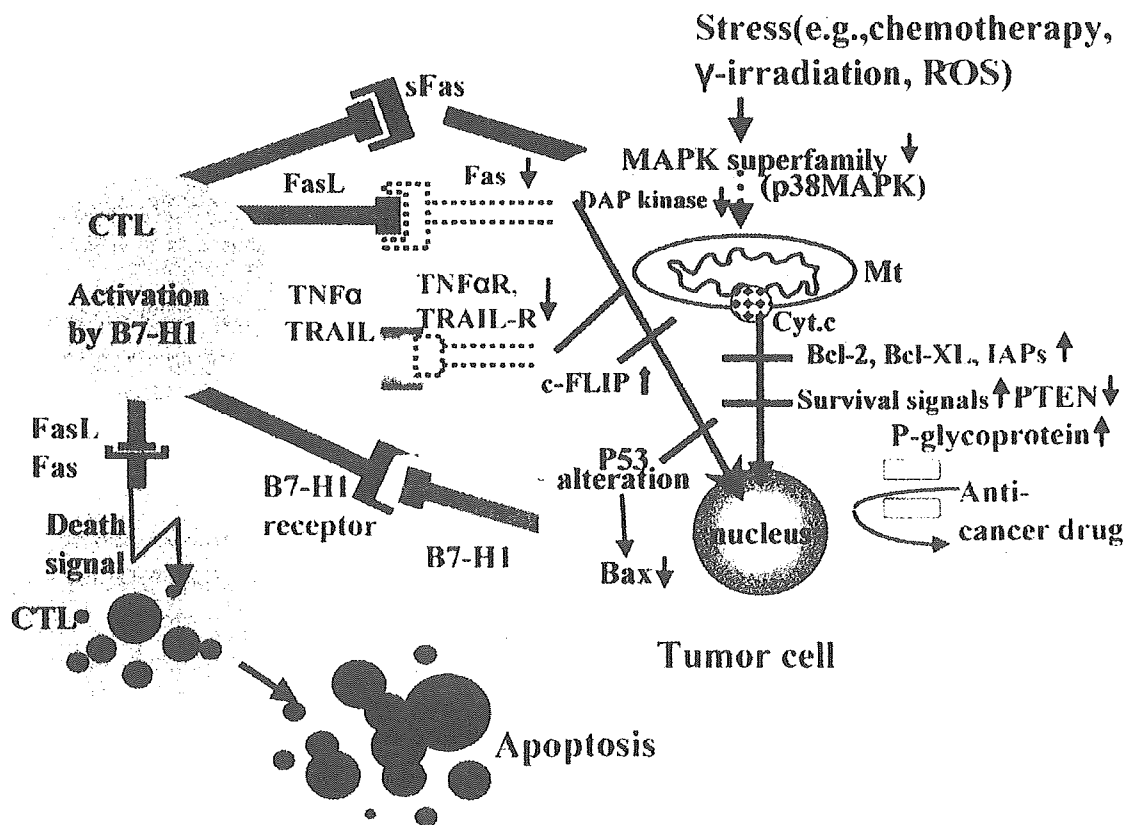 Stress(e.g.,chemotherapy,
γ-irradiation, ROS)
sFas
MAPK superfamily ↓
(p38MAPK)
FasL
Fas ↓
DAP kinase ↓
CTL
Activation
by B7-H1
TNFα
TRAIL
TNFαR,
TRAIL-R ↓
Mt
Cyt.c
c-FLIP ↑
Bcl-2, Bcl-XL, IAPs ↑
Survival signals ↑ PTEN ↓
P-glycoprotein ↑
FasL
Fas
P53
alteration
B7-H1
receptor
B7-H1
Bax ↓
nucleus
Anti-
cancer drug
Death
signal
CTL
Tumor cell
Apoptosis